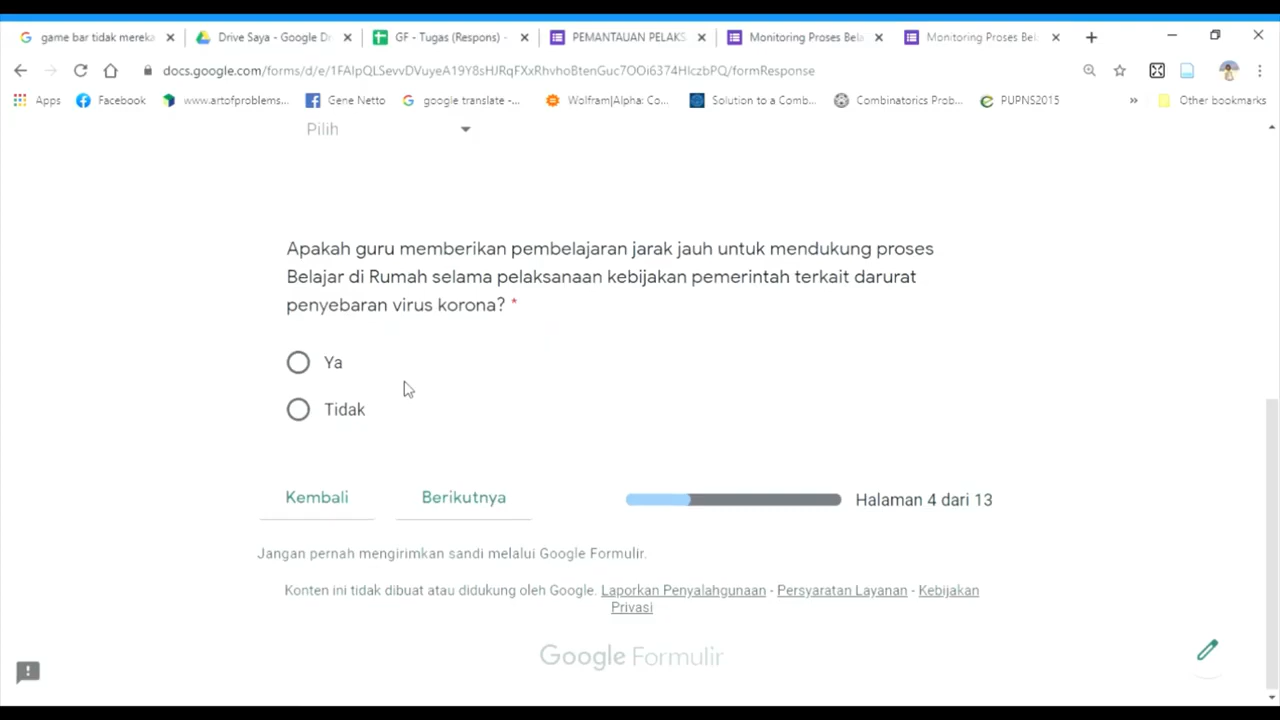 game bar tidak mereka
Drive Saya - Google Dr
GF - Tugas (Respons) -
PEMANTAUAN PELAKS
Monitoring Proses Bela
Monitoring Proses Bel
docs.google.com/forms/d/e/1FAIpQLSevvDVuyeA19Y8sHJRqFXxRhvhoBtenGuc7OOi6374HlczbPQ/formResponse
Apps
Facebook
www.artofproblems...
Gene Netto
google translate -...
Wolfram|Alpha: Co...
Solution to a Comb...
Combinatorics Prob...
PUPNS2015
»
Other bookmarks
Pilih
Apakah guru memberikan pembelajaran jarak jauh untuk mendukung proses
Belajar di Rumah selama pelaksanaan kebijakan pemerintah terkait darurat
penyebaran virus korona? *
Ya
Tidak
Kembali
Berikutnya
Halaman 4 dari 13
Jangan pernah mengirimkan sandi melalui Google Formulir.
Konten ini tidak dibuat atau didukung oleh Google. Laporkan Penyalahgunaan - Persyaratan Layanan - Kebijakan
Privasi
Google Formulir